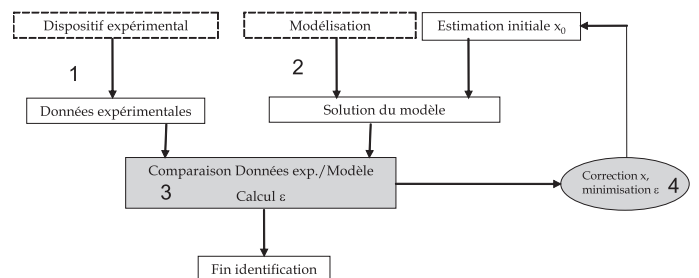 Dispositif expérimental
Modélisation
Estimation initiale x₀
1
2
Données expérimentales
Solution du modèle
Comparaison Données exp./Modèle
3
Calcul ε
Correction x,
minimisation ε
4
Fin identification